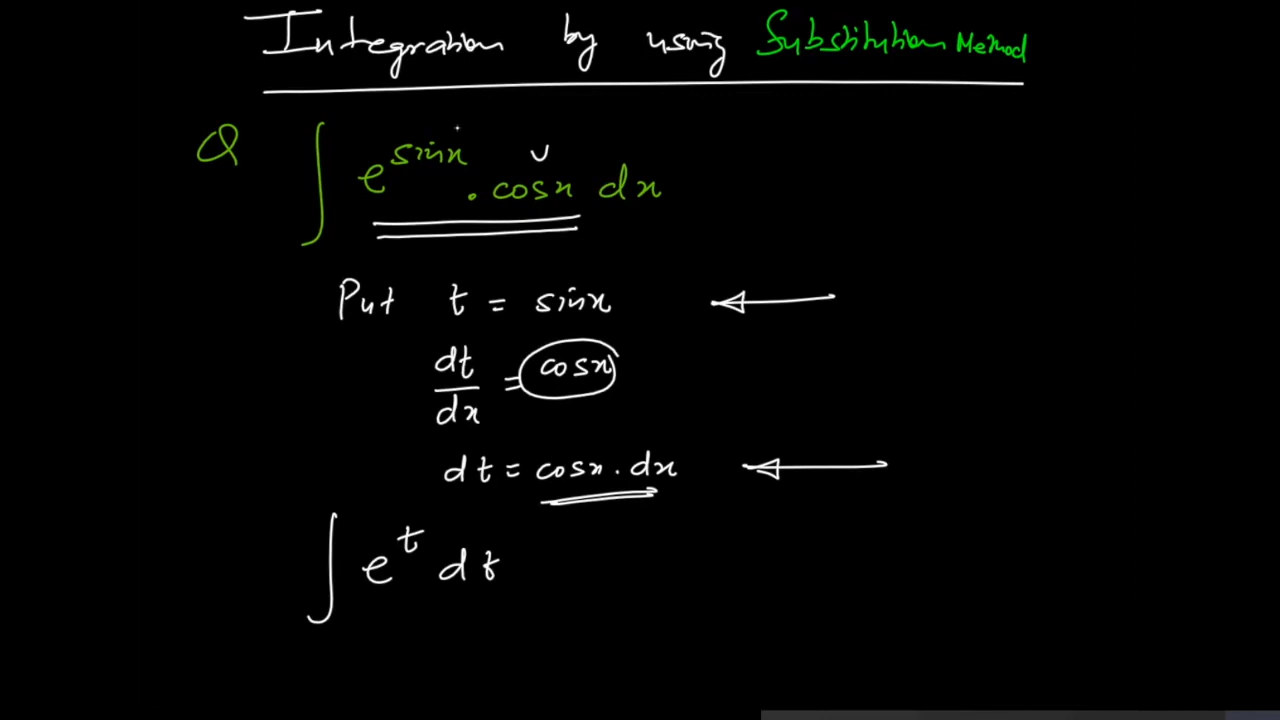 Integration by using Substitution Method
Q ∫ e^sinx . cosx dx
Put t = sinx
dt/dx = cosx
dt = cosx . dx
∫ e^t dt